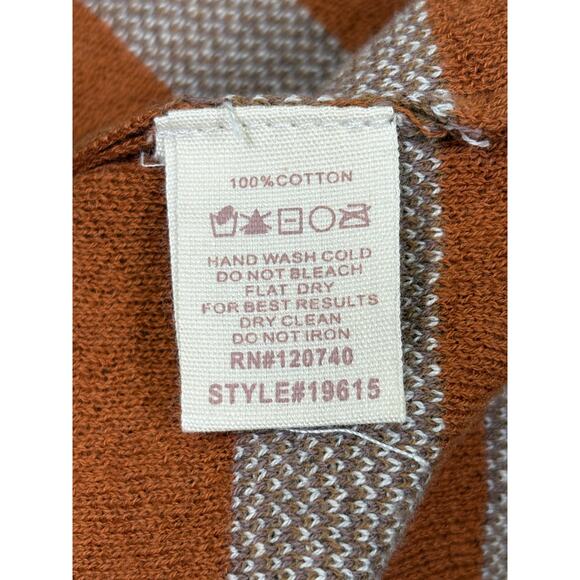 100%COTTON
HAND WASH COLD
DO NOT BLEACH
FLAT DRY
FOR BEST RESULTS
DRY CLEAN
DO NOT IRON
RN#120740
STYLE#19615